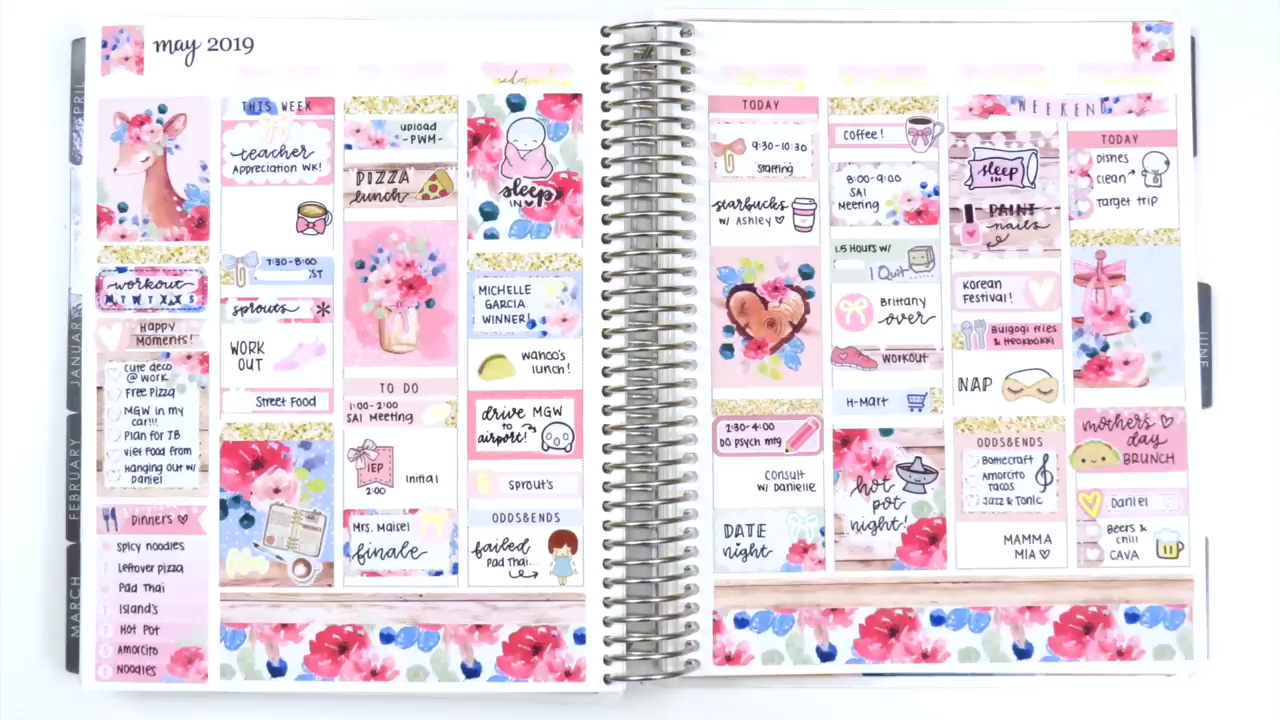 may 2019
APRIL
JANUARY
FEBRUARY
MARCH
workout
M T W T X X S
Happy
Moments!
cute deco
@ work
Free Pizza
MGW in my
car!!!
Plan for JB
Viet Food from
Hanging out w/
Daniel
Dinners
spicy noodles
Leftover pizza
Pad Thai
Island's
Hot Pot
Amorcito
Noodles
THIS WEEK
teacher
Appreciation WK!
7:30-8:00
sprouts *
WORK
OUT
Street Food
upload
-PWM-
PIZZA
lunch
TO DO
1:00-2:00
SAI Meeting
IEP
2:00
Initial
Mrs. Maisel
finale
wednesday
sleep
IN
MICHELLE
GARCIA
WINNER!
wahoo's
lunch!
drive MGW
to
airport!
sprout's
ODDS&ENDS
failed
Pad Thai...
TODAY
9:30-10:30
Staffing
starbucks
w/ Ashley
2:30-4:00
DO psych mtg
Consult
w/ Danielle
DATE
night
Coffee!
8:00-9:00
SAI
Meeting
1.5 Hours w/
I Quit
Brittany
over
workout
H-Mart
hot
pot
night!
WEEKEND
sleep
IN
PAINT
nails
Korean
Festival!
Bulgogi fries
& tteokbokki
NAP
ODDS&ENDS
Bottlecraft
Amorcito
tacos
Jazz & Tonic
MAMMA
MIA
TODAY
Dishes
clean
Target trip
mothers
day
BRUNCH
Daniel
Beers &
chill
CAVA
JUNE